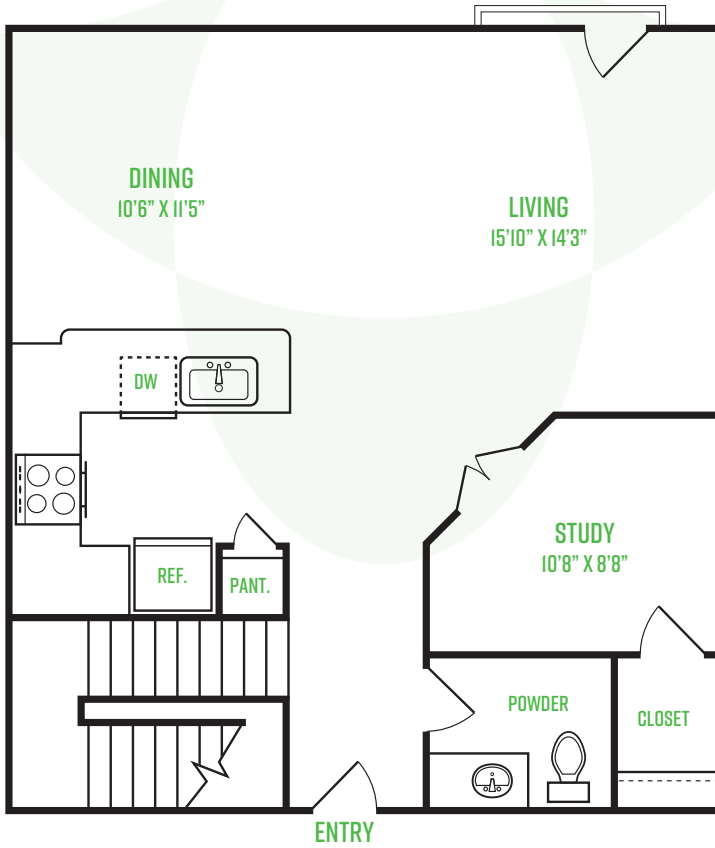 DINING
10'6” X 11'5”
LIVING
15'10” X 14'3”
DW
STUDY
10'8” X 8'8”
REF.
PANT.
POWDER
CLOSET
ENTRY